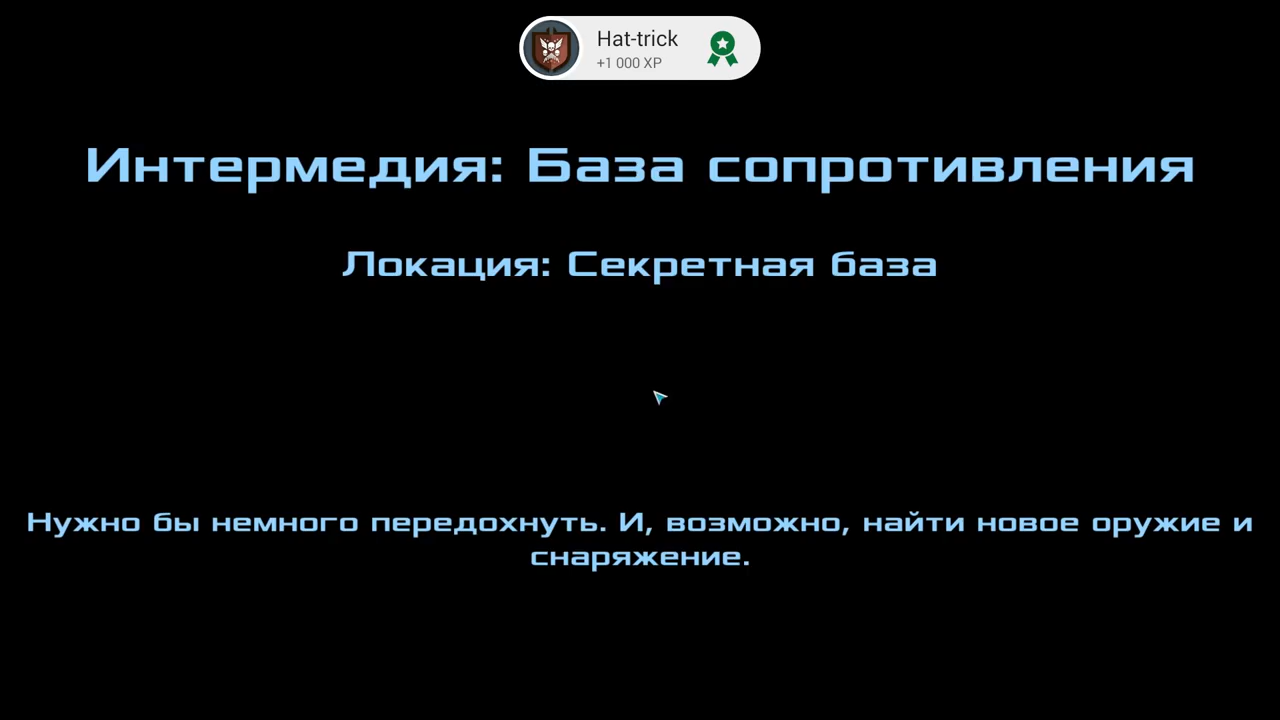 Hat-trick
+1 000 XP
Интермедия: База сопротивления
Локация: Секретная база
Нужно бы немного передохнуть. И, возможно, найти новое оружие и
снаряжение.